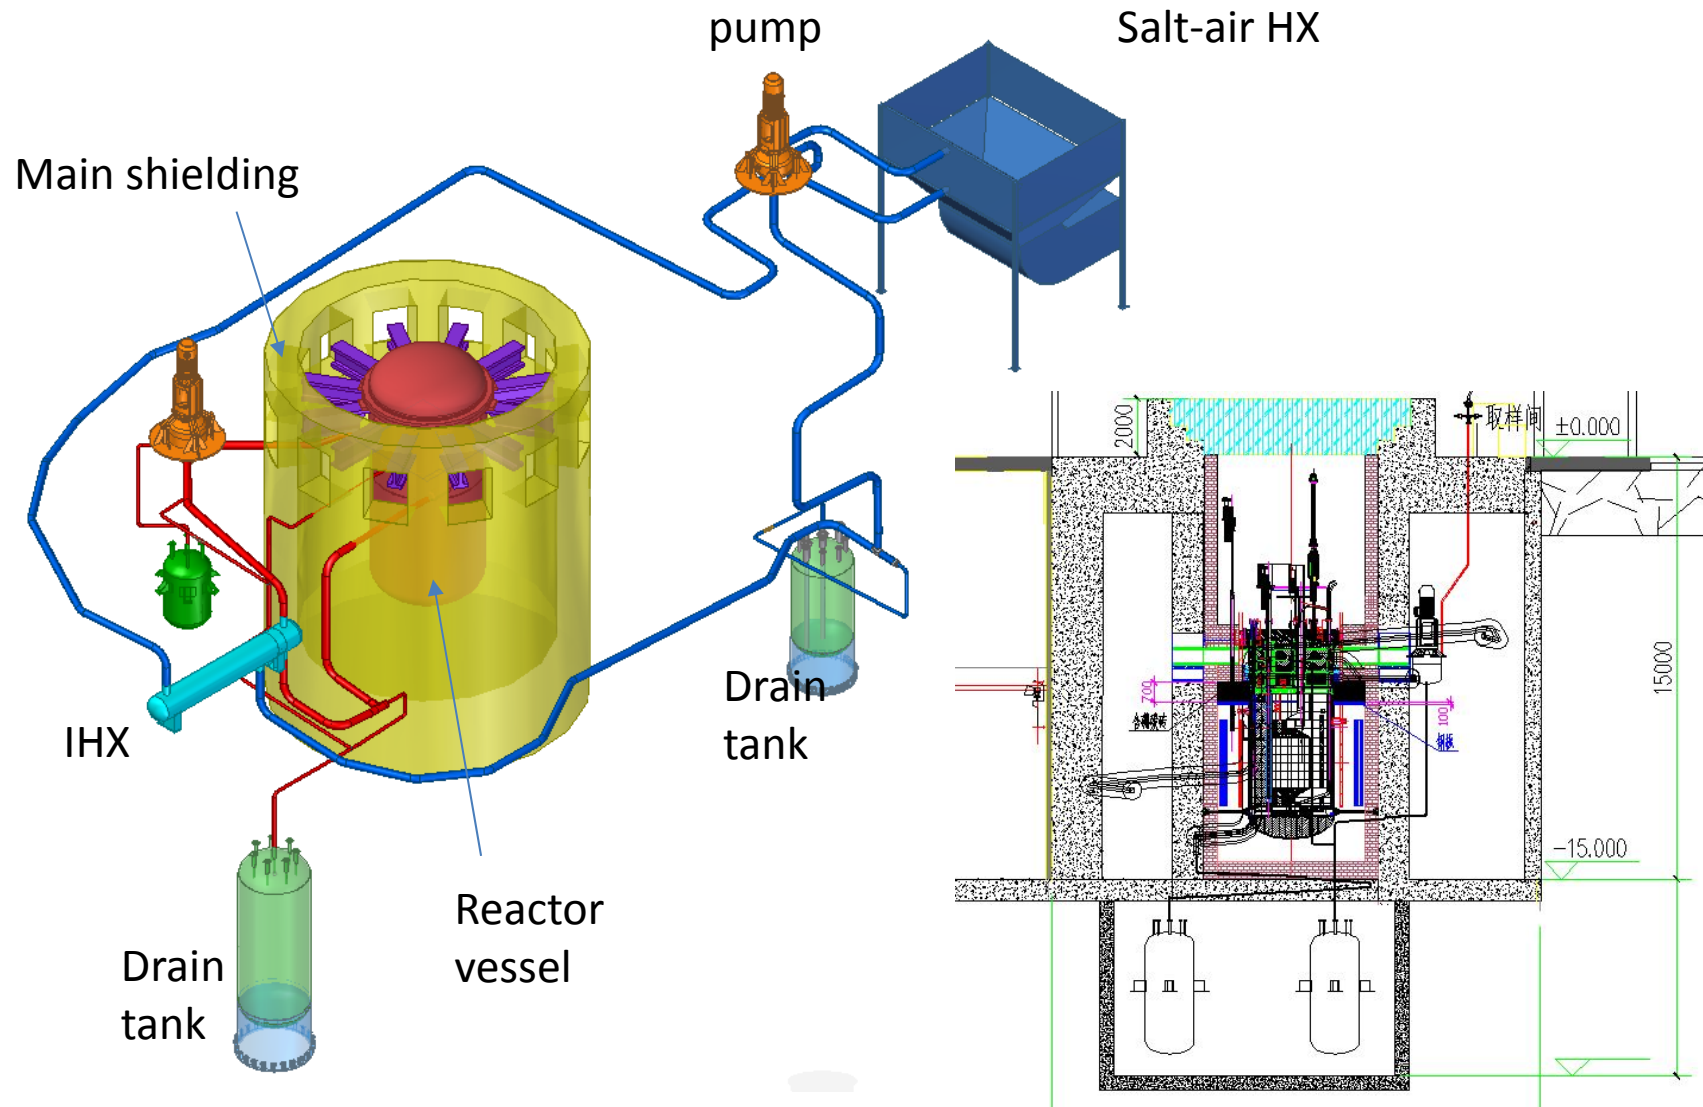 pump
Salt-air HX
Main shielding
IHX
Drain
tank
Reactor
vessel
Drain
tank
2000
取样间
±0.000
15000
700
100
-15.000